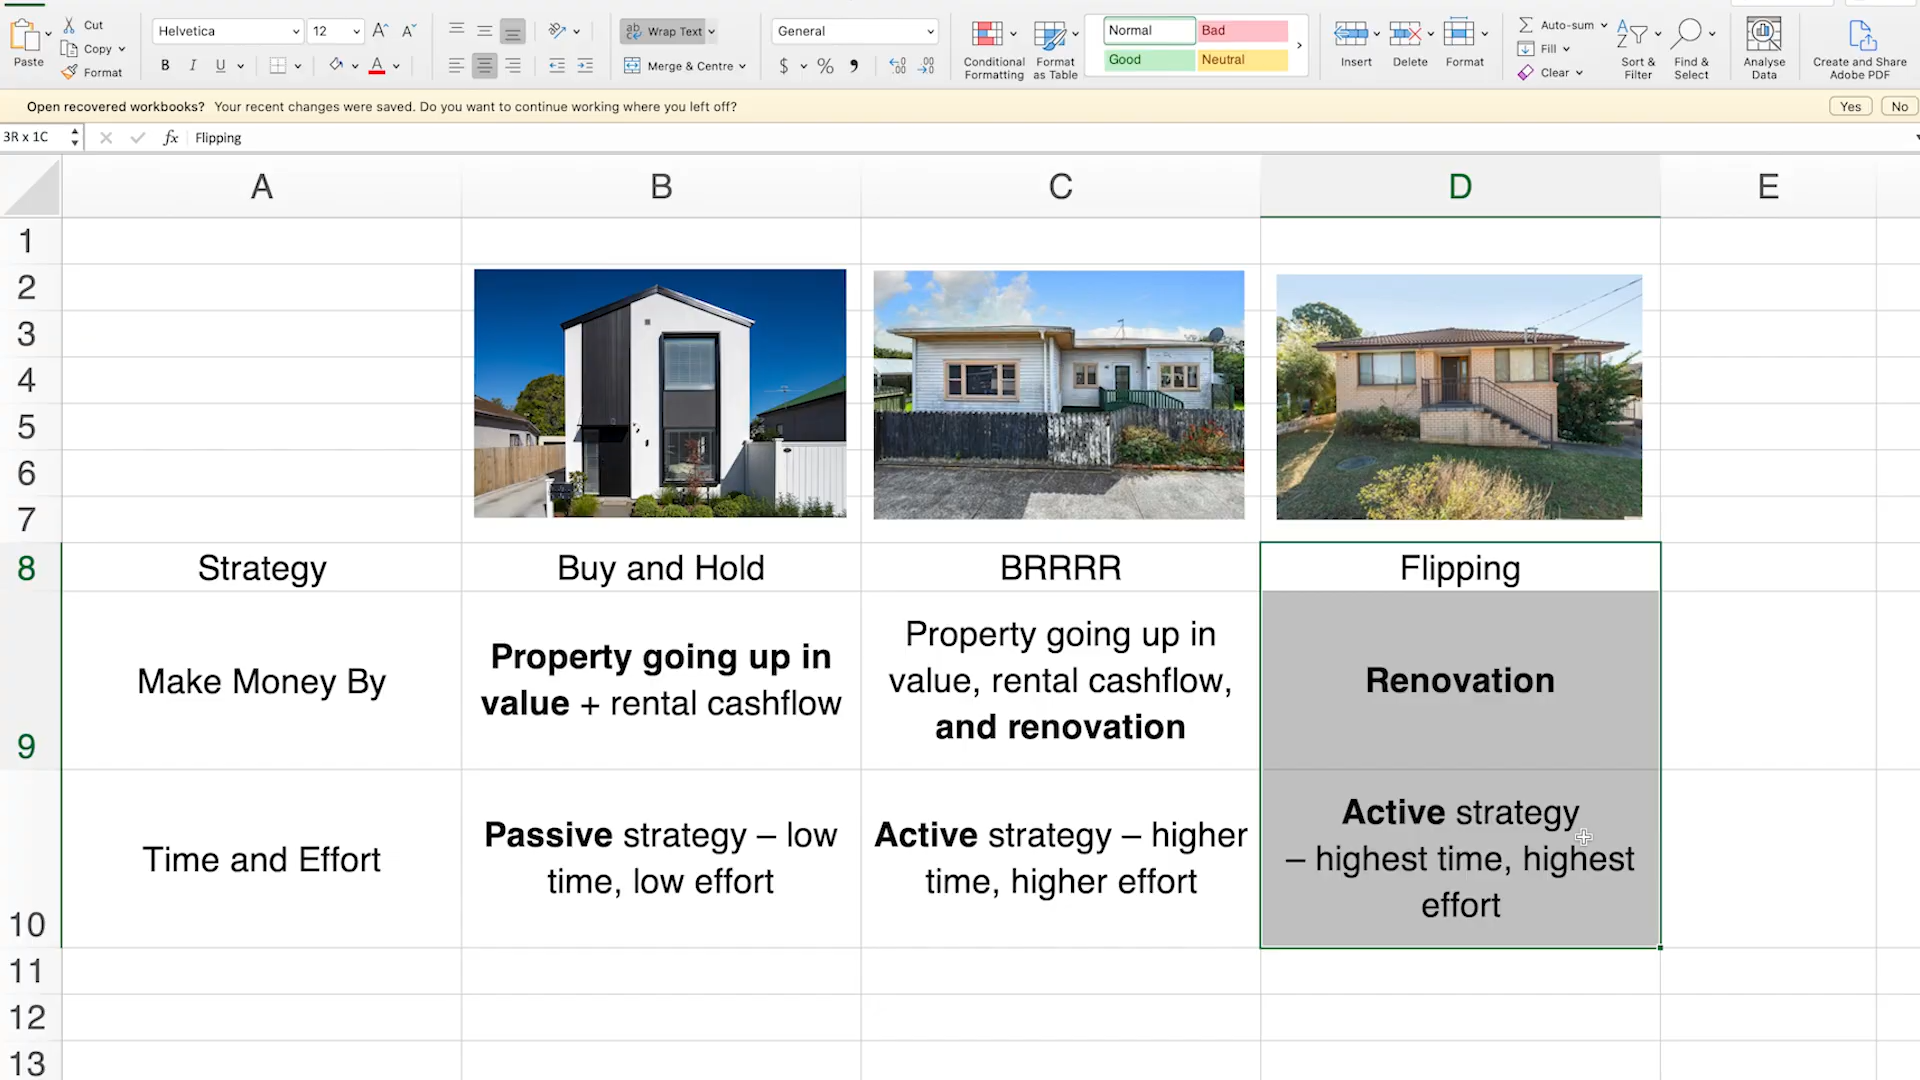 Paste
Cut
Copy
Format
Helvetica
12
Wrap Text
Merge & Centre
General
Conditional Formatting
Format as Table
Normal
Bad
Good
Neutral
Insert
Delete
Format
Auto-sum
Fill
Clear
Sort & Filter
Find & Select
Analyse Data
Create and Share Adobe PDF
Open recovered workbooks? Your recent changes were saved. Do you want to continue working where you left off?
Yes
No
3R x 1C
fx Flipping
A B C D E
1
2
3
4
5
6
7
8
Strategy
Buy and Hold
BRRRR
Flipping
9
Make Money By
Property going up in
value + rental cashflow
Property going up in
value, rental cashflow,
and renovation
Renovation
10
Time and Effort
Passive strategy – low
time, low effort
Active strategy – higher
time, higher effort
Active strategy
– highest time, highest
effort
11
12
13